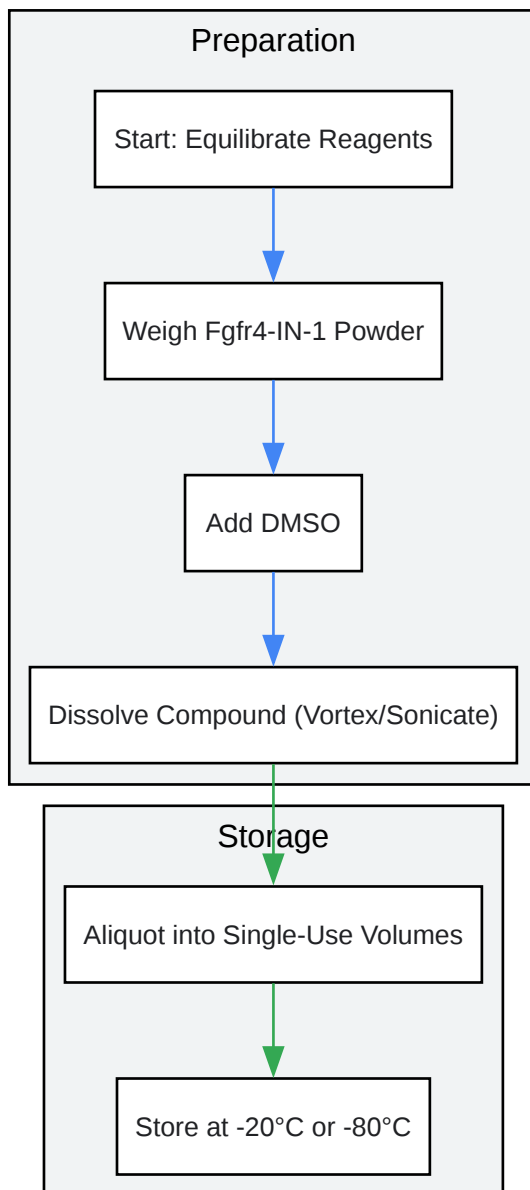 Preparation
Start: Equilibrate Reagents
Weigh Fgfr4-IN-1 Powder
Add DMSO
Dissolve Compound (Vortex/Sonicate)
Storage
Aliquot into Single-Use Volumes
Store at -20°C or -80°C